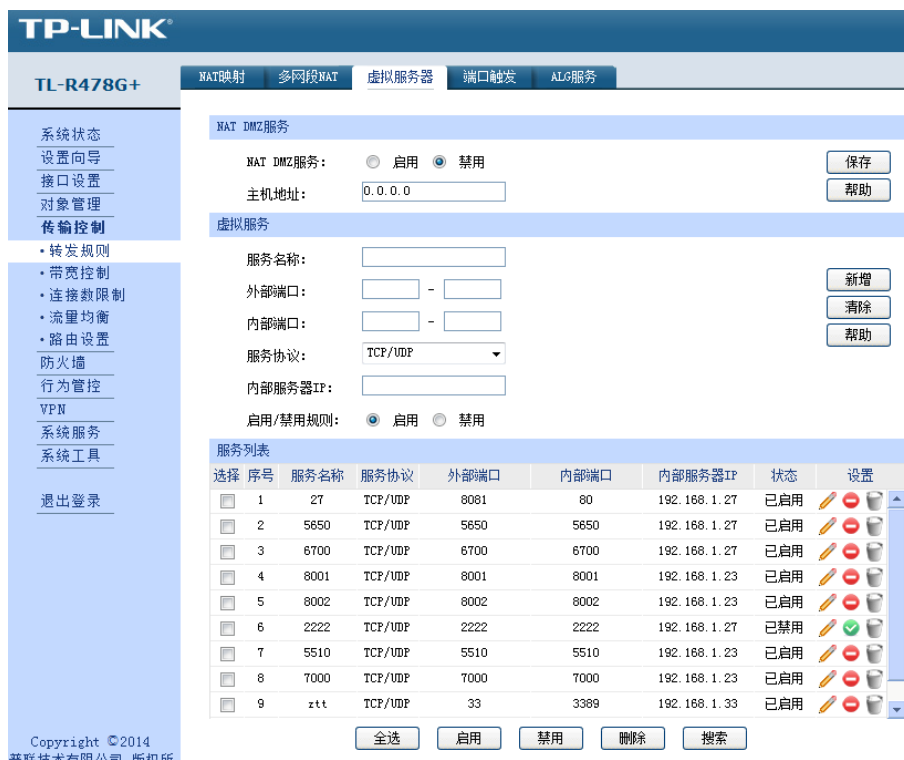 TP-LINK®
TL-R478G+
NAT映射 多网段NAT 虚拟服务器 端口触发 ALG服务
系统状态
设置向导
接口设置
对象管理
传输控制
·转发规则
·带宽控制
·连接数限制
·流量均衡
·路由设置
防火墙
行为管控
VPN
系统服务
系统工具
退出登录
NAT DMZ服务
NAT DMZ服务: 启用 禁用 保存
主机地址: 0.0.0.0 帮助
虚拟服务
服务名称:
外部端口: - 新增
内部端口: - 清除
服务协议: TCP/UDP 帮助
内部服务器IP:
启用/禁用规则: 启用 禁用
服务列表
选择 序号 服务名称 服务协议 外部端口 内部端口 内部服务器IP 状态 设置
1 27 TCP/UDP 8081 80 192.168.1.27 已启用
2 5650 TCP/UDP 5650 5650 192.168.1.27 已启用
3 6700 TCP/UDP 6700 6700 192.168.1.27 已启用
4 8001 TCP/UDP 8001 8001 192.168.1.23 已启用
5 8002 TCP/UDP 8002 8002 192.168.1.23 已启用
6 2222 TCP/UDP 2222 2222 192.168.1.27 已禁用
7 5510 TCP/UDP 5510 5510 192.168.1.23 已启用
8 7000 TCP/UDP 7000 7000 192.168.1.23 已启用
9 ztt TCP/UDP 33 3389 192.168.1.33 已启用
全选 启用 禁用 删除 搜索
Copyright ©2014
普联技术有限公司 版权所